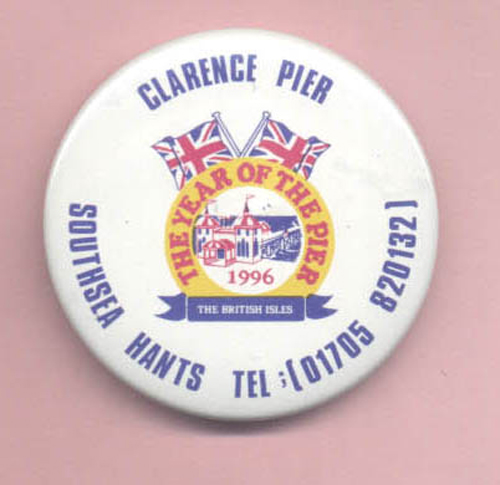 CLARENCE PIER
THE YEAR OF THE PIER
1996
THE BRITISH ISLES
SOUTHSEA HANTS TEL;(01705 820132)